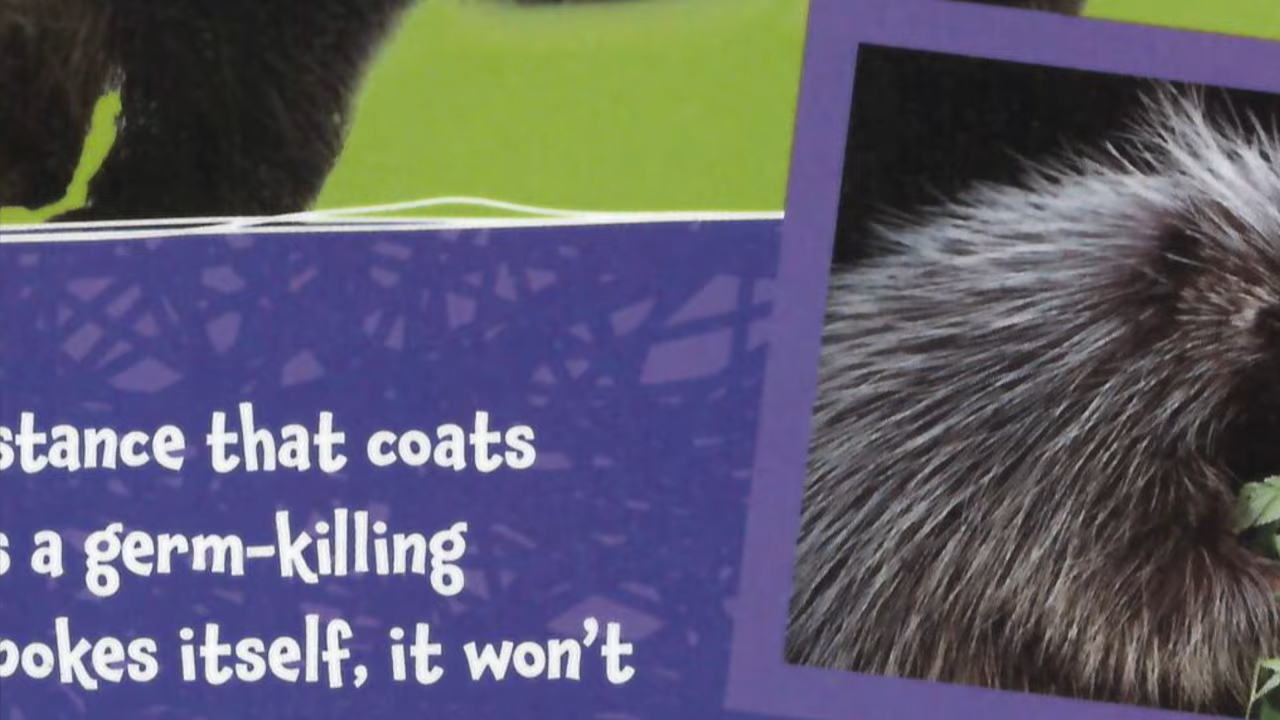 stance that coats
s a germ-killing
pokes itself, it won't